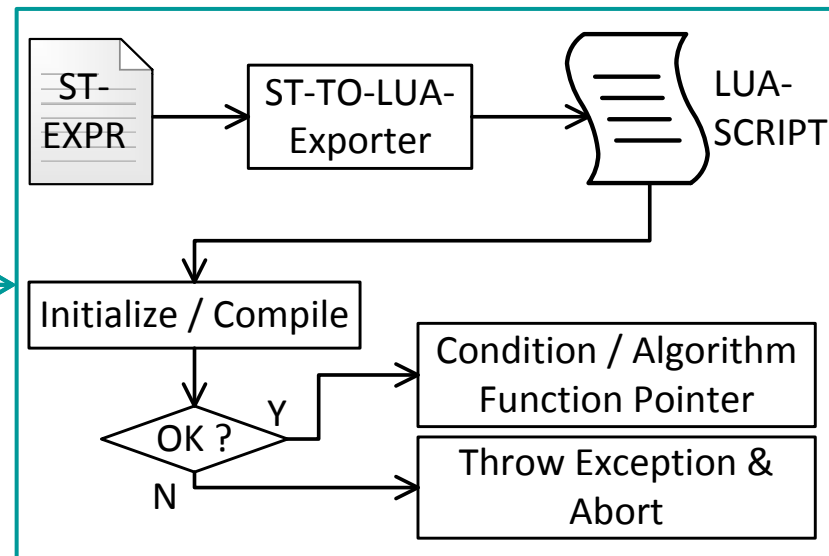 ST-
EXPR
ST-TO-LUA-
Exporter
LUA-
SCRIPT
Initialize / Compile
OK ?
Y
N
Condition / Algorithm
Function Pointer
Throw Exception &
Abort